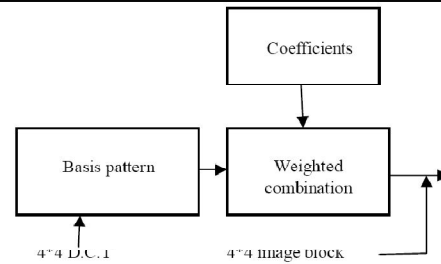 Coefficients
Basis pattern
Weighted
combination
4*4 D.C.T
4*4 image block